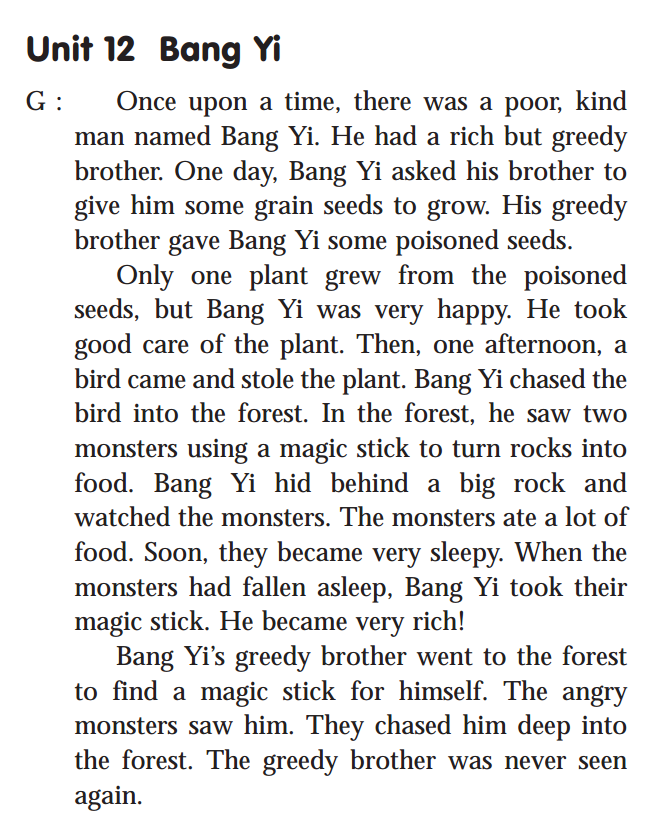 Unit 12 Bang Yi
G : Once upon a time, there was a poor, kind
man named Bang Yi. He had a rich but greedy
brother. One day, Bang Yi asked his brother to
give him some grain seeds to grow. His greedy
brother gave Bang Yi some poisoned seeds.
Only one plant grew from the poisoned
seeds, but Bang Yi was very happy. He took
good care of the plant. Then, one afternoon, a
bird came and stole the plant. Bang Yi chased the
bird into the forest. In the forest, he saw two
monsters using a magic stick to turn rocks into
food. Bang Yi hid behind a big rock and
watched the monsters. The monsters ate a lot of
food. Soon, they became very sleepy. When the
monsters had fallen asleep, Bang Yi took their
magic stick. He became very rich!
Bang Yi’s greedy brother went to the forest
to find a magic stick for himself. The angry
monsters saw him. They chased him deep into
the forest. The greedy brother was never seen
again.